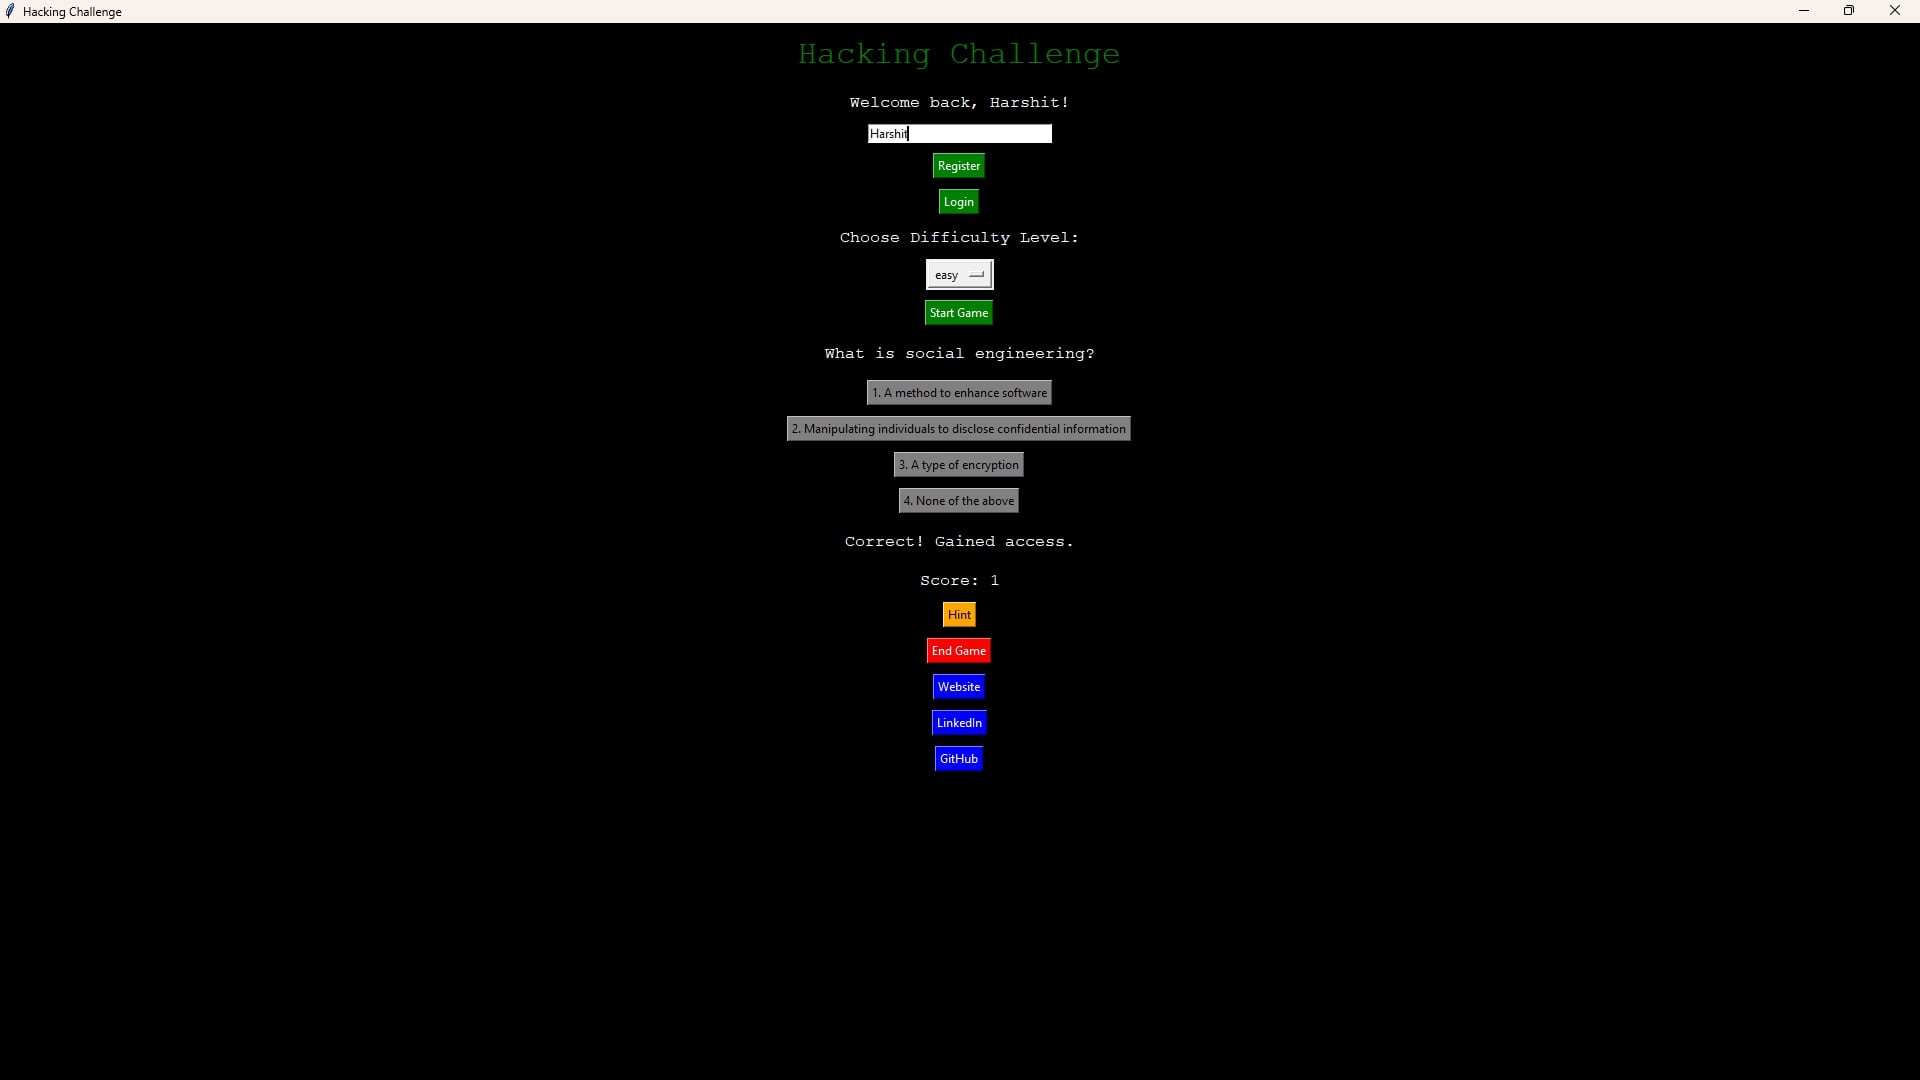 Hacking Challenge
Hacking Challenge
Welcome back, Harshit!
Harshit
Register
Login
Choose Difficulty Level:
easy
Start Game
What is social engineering?
1. A method to enhance software
2. Manipulating individuals to disclose confidential information
3. A type of encryption
4. None of the above
Correct! Gained access.
Score: 1
Hint
End Game
Website
LinkedIn
GitHub